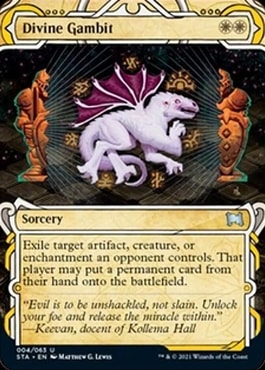 Divine Gambit
Sorcery
Exile target artifact, creature, or
enchantment an opponent controls. That
player may put a permanent card from
their hand onto the battlefield.
"Evil is to be unshackled, not slain. Unlock
your foe and release the miracle within."
—Keevan, docent of Kollema Hall
004/063 U
STA • EN MATTHEW G. LEWIS
™ & © 2021 Wizards of the Coast